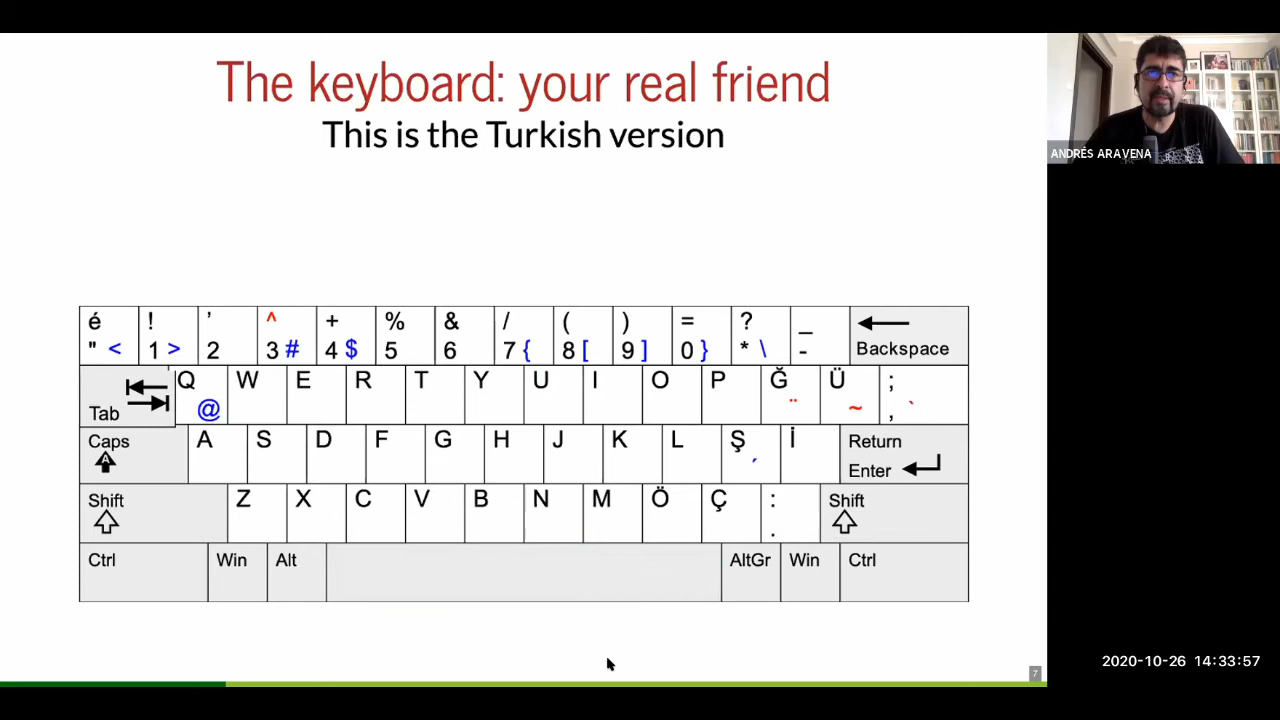 The keyboard: your real friend
This is the Turkish version
ANDRÉS ARAVENA
é ! ' ^ + % & / ( ) = ? _
" < 1 > 2 3 # 4 $ 5 6 7 { 8 [ 9 ] 0 } * \ - Backspace
Q W E R T Y U I O P Ğ Ü ;
Tab @ ¨ ~ , `
Caps A S D F G H J K L Ş İ Return
A ´ Enter
Shift Z X C V B N M Ö Ç : Shift
.
Ctrl Win Alt AltGr Win Ctrl
2020-10-26 14:33:57
7